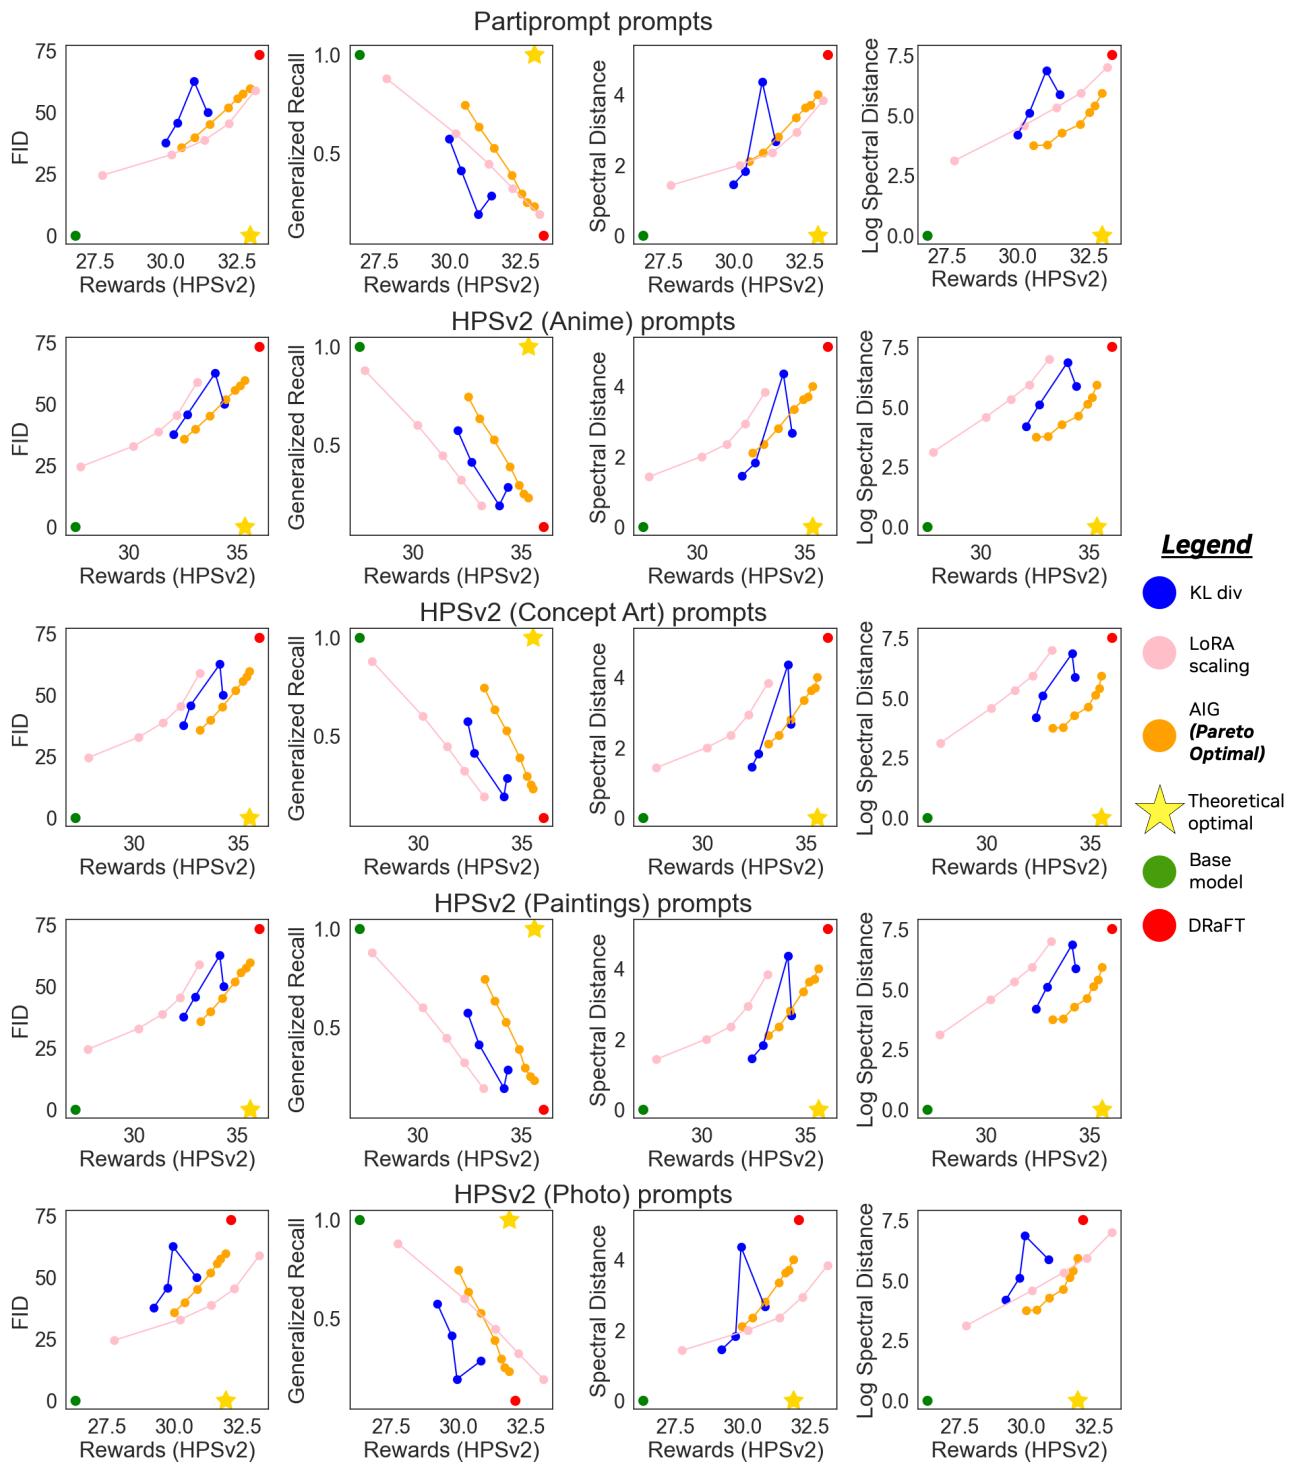 Partiprompt prompts
75
50
25
0
FID
27.5 30.0 32.5
Rewards (HPSv2)
1.0
0.5
Generalized Recall
27.5 30.0 32.5
Rewards (HPSv2)
4
2
0
Spectral Distance
27.5 30.0 32.5
Rewards (HPSv2)
7.5
5.0
2.5
0.0
Log Spectral Distance
27.5 30.0 32.5
Rewards (HPSv2)
HPSv2 (Anime) prompts
75
50
25
0
FID
30 35
Rewards (HPSv2)
1.0
0.5
Generalized Recall
30 35
Rewards (HPSv2)
4
2
0
Spectral Distance
30 35
Rewards (HPSv2)
7.5
5.0
2.5
0.0
Log Spectral Distance
30 35
Rewards (HPSv2)
HPSv2 (Concept Art) prompts
75
50
25
0
FID
30 35
Rewards (HPSv2)
1.0
0.5
Generalized Recall
30 35
Rewards (HPSv2)
4
2
0
Spectral Distance
30 35
Rewards (HPSv2)
7.5
5.0
2.5
0.0
Log Spectral Distance
30 35
Rewards (HPSv2)
HPSv2 (Paintings) prompts
75
50
25
0
FID
30 35
Rewards (HPSv2)
1.0
0.5
Generalized Recall
30 35
Rewards (HPSv2)
4
2
0
Spectral Distance
30 35
Rewards (HPSv2)
7.5
5.0
2.5
0.0
Log Spectral Distance
30 35
Rewards (HPSv2)
HPSv2 (Photo) prompts
75
50
25
0
FID
27.5 30.0 32.5
Rewards (HPSv2)
1.0
0.5
Generalized Recall
27.5 30.0 32.5
Rewards (HPSv2)
4
2
0
Spectral Distance
27.5 30.0 32.5
Rewards (HPSv2)
7.5
5.0
2.5
0.0
Log Spectral Distance
27.5 30.0 32.5
Rewards (HPSv2)
Legend
KL div
LoRA
scaling
AIG
(Pareto
Optimal)
Theoretical
optimal
Base
model
DRaFT